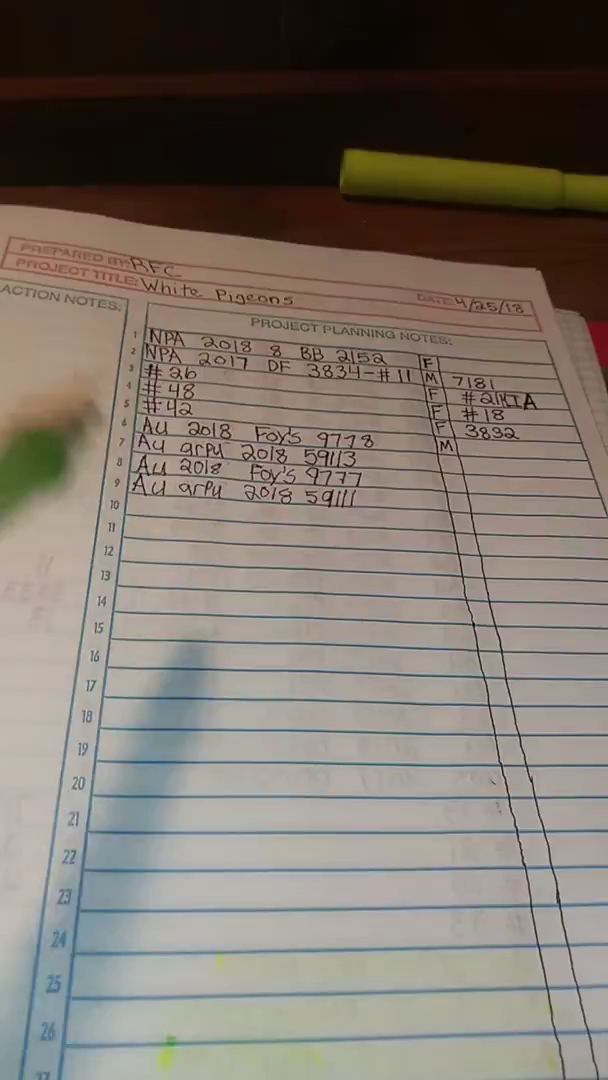 PREPARED BY: RFC
PROJECT TITLE: White Pigeons
DATE: 4/25/18
ACTION NOTES:
PROJECT PLANNING NOTES:
1 NPA 2018 8 BB 2152 F
2 NPA 2017 DF 3834-#11 M 7181
3 #26 F
4 #48 F #18
5 #42 F 3832
6 AU 2018 Foy's 9778 M
7 AU arpu 2018 59113
8 AU 2018 Foy's 9777
9 AU arpu 2018 59111
10
11
12
13
14
15
16
17
18
19
20
21
22
23
24
25
26
27